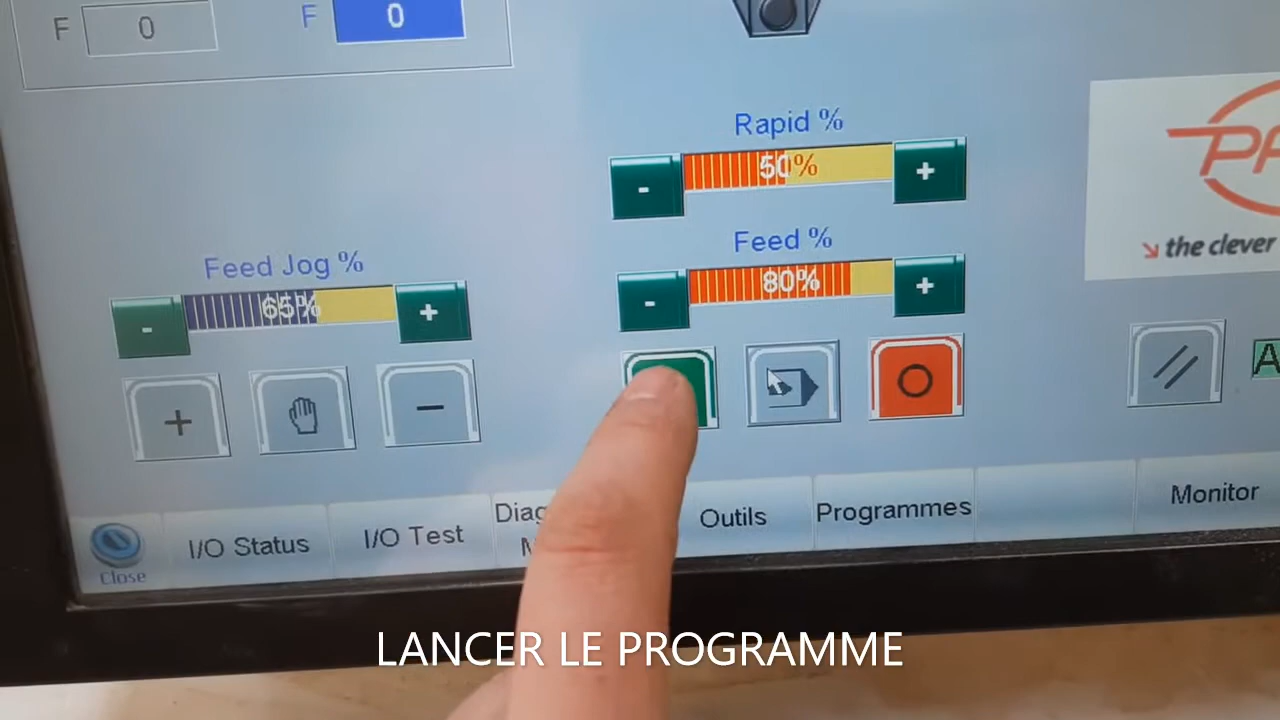 F 0 F 0
Rapid %
- 50% +
Feed %
- 80% +
Feed Jog %
- 65% +
the clever
Close
I/O Status
I/O Test
Outils
Programmes
Monitor
LANCER LE PROGRAMME